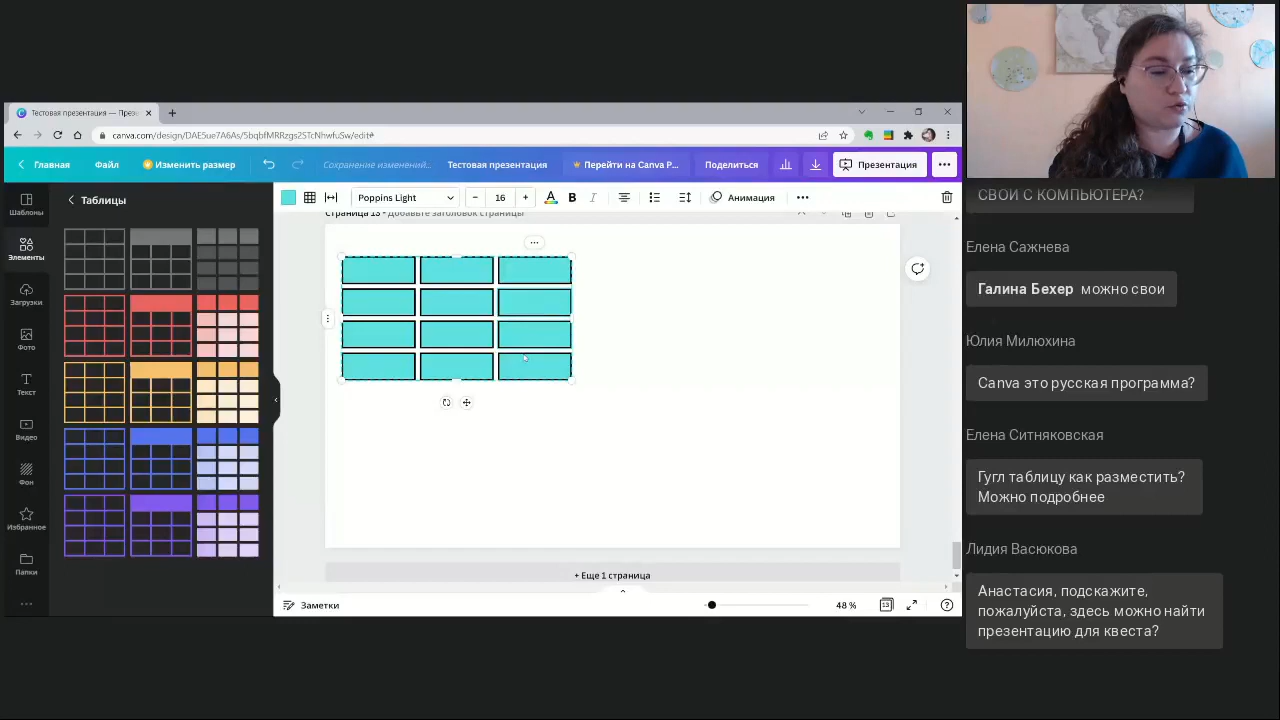 Тестовая презентация — През
canva.com/design/DAE5ue7A6As/5bqbfMRRzgs2STcNhwfuSw/edit#
Главная
Файл
Изменить размер
Сохранение изменений...
Тестовая презентация
Перейти на Canva P...
Поделиться
Презентация
Таблицы
Poppins Light
16
A
B
I
Анимация
Страница 13 - Добавьте заголовок страницы
Шаблоны
Элементы
Загрузки
Фото
Текст
Видео
Фон
Избранное
Папки
+ Еще 1 страница
Заметки
48 %
13
СВОИ С КОМПЬЮТЕРА?
Елена Сажнева
Галина Бехер можно свои
Юлия Милюхина
Canva это русская программа?
Елена Ситняковская
Гугл таблицу как разместить?
Можно подробнее
Лидия Васюкова
Анастасия, подскажите,
пожалуйста, здесь можно найти
презентацию для квеста?